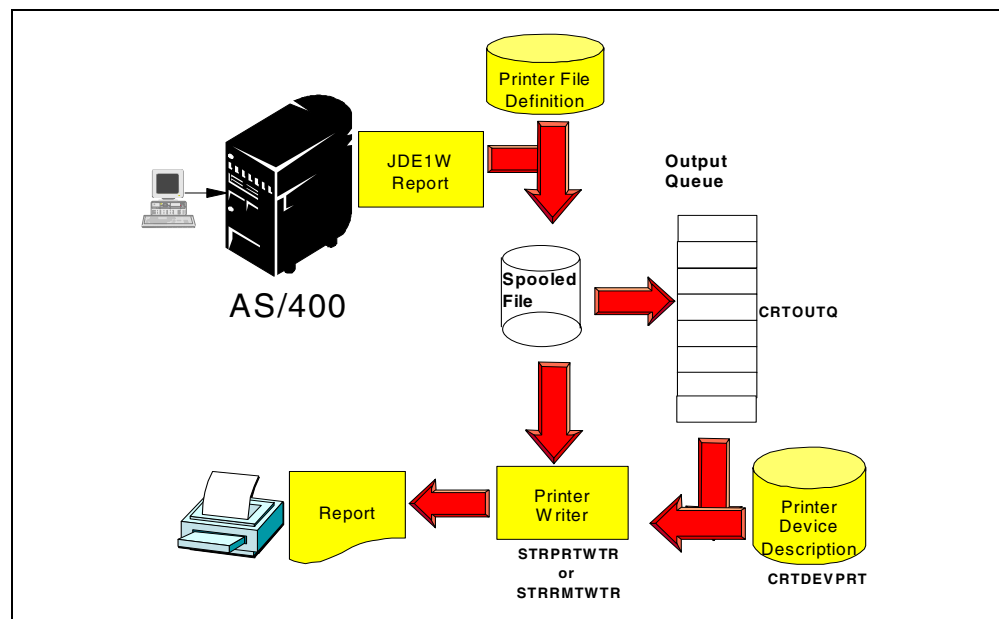 Printer File
Definition
JDE1W
Report
Output
Queue
AS/400
Spooled
File
CRTOUTQ
Report
Printer
Writer
Printer
Device
Description
STRPRTWTR
or
STRRMTWTR
CRTDEVPRT